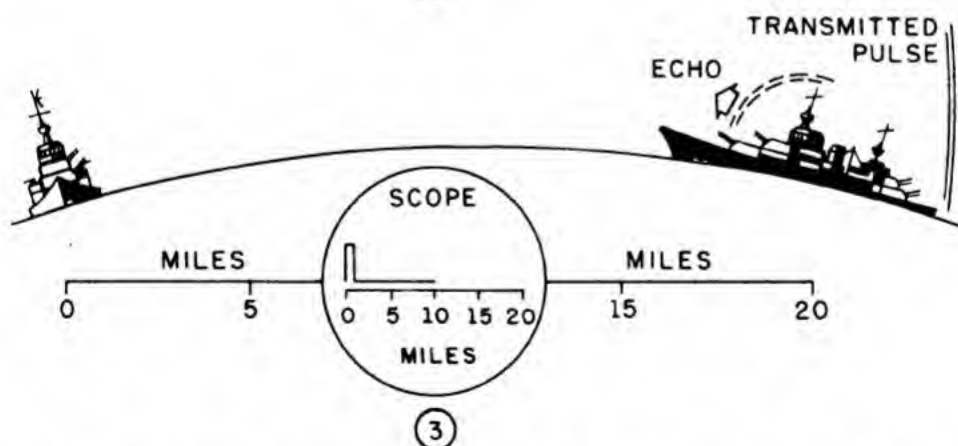 TRANSMITTED
PULSE
ECHO
SCOPE
MILES
MILES
0 5 15 20
0 5 10 15 20
MILES
3